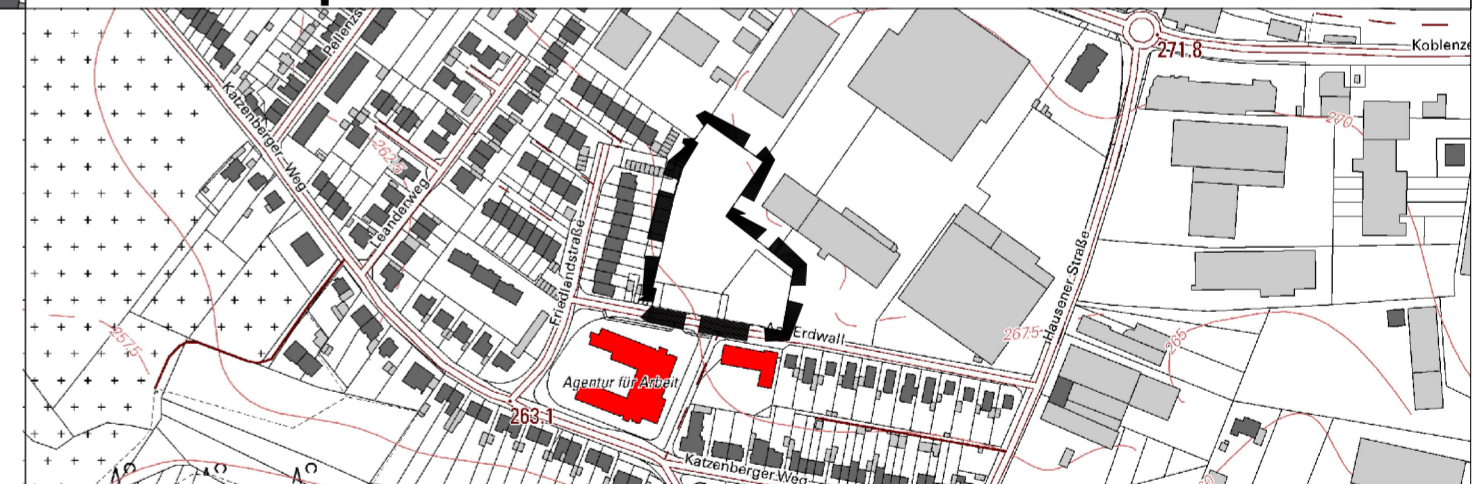 Katzenberger Weg
271.8
Koblenze
270
262.5
Leanderweg
Friedlandstraße
Hausener Straße
Am Erdwall
267.5
265
257.5
Agentur für Arbeit
263.1
Katzenberger Weg